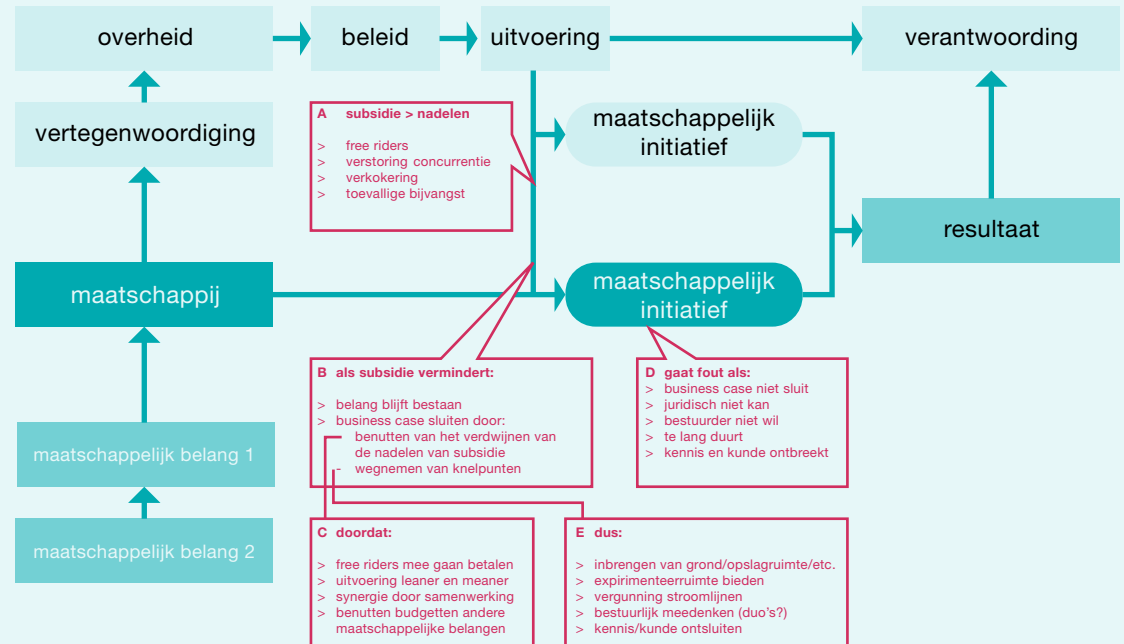 overheid
beleid
uitvoering
verantwoording
vertegenwoordiging
A subsidie > nadelen
> free riders
> verstoring concurrentie
> verkokering
> toevallige bijvangst
maatschappelijk
initiatief
resultaat
maatschappij
maatschappelijk
initiatief
B als subsidie vermindert:
> belang blijft bestaan
> business case sluiten door:
benutten van het verdwijnen van
de nadelen van subsidie
- wegnemen van knelpunten
D gaat fout als:
> business case niet sluit
> juridisch niet kan
> bestuurder niet wil
> te lang duurt
> kennis en kunde ontbreekt
maatschappelijk belang 1
maatschappelijk belang 2
C doordat:
> free riders mee gaan betalen
> uitvoering leaner en meaner
> synergie door samenwerking
> benutten budgetten andere
maatschappelijke belangen
E dus:
> inbrengen van grond/opslagruimte/etc.
> expirimenteerruimte bieden
> vergunning stroomlijnen
> bestuurlijk meedenken (duo's?)
> kennis/kunde ontsluiten